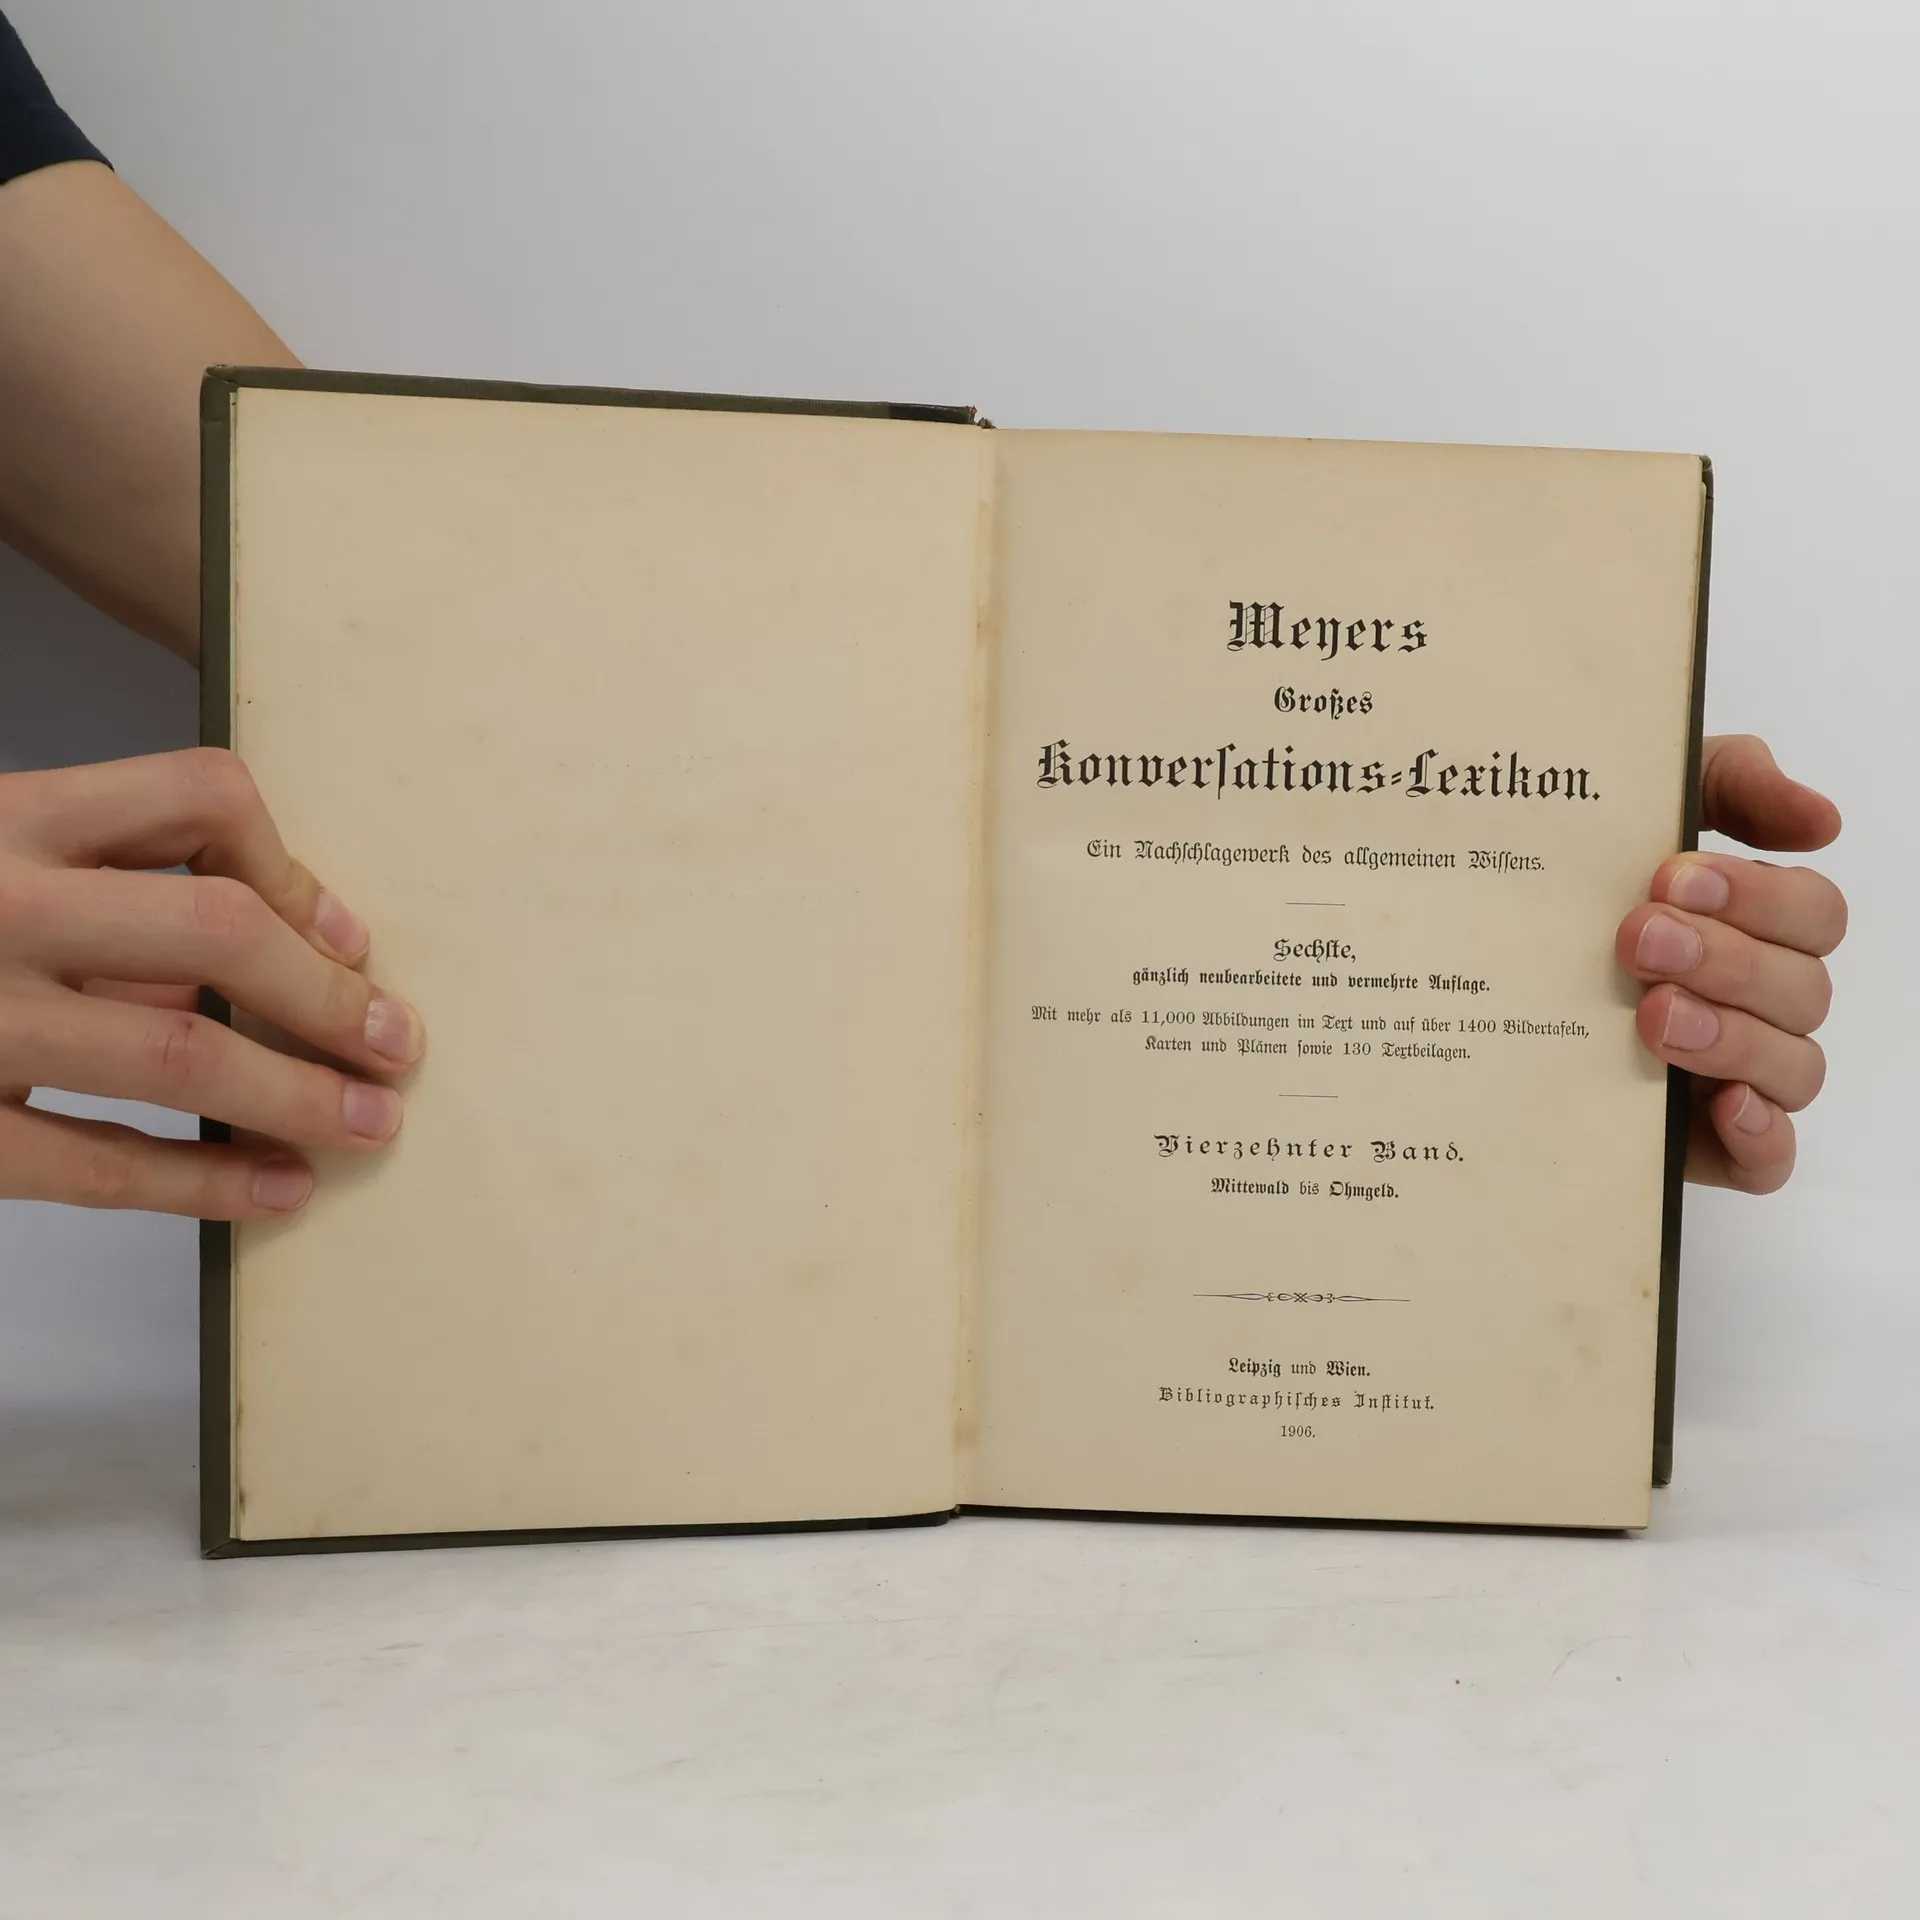 Meyers
Großes
Konverſations-Lexikon.
Ein Nachſchlagewerk des allgemeinen Wiſſens.
Sechſte,
gänzlich neubearbeitete und vermehrte Auflage.
Mit mehr als 11,000 Abbildungen im Text und auf über 1400 Bildertafeln,
Karten und Plänen ſowie 130 Textbeilagen.
Vierzehnter Band.
Mittewald bis Ohmgeld.
Leipzig und Wien.
Bibliographiſches Inſtitut.
1906.